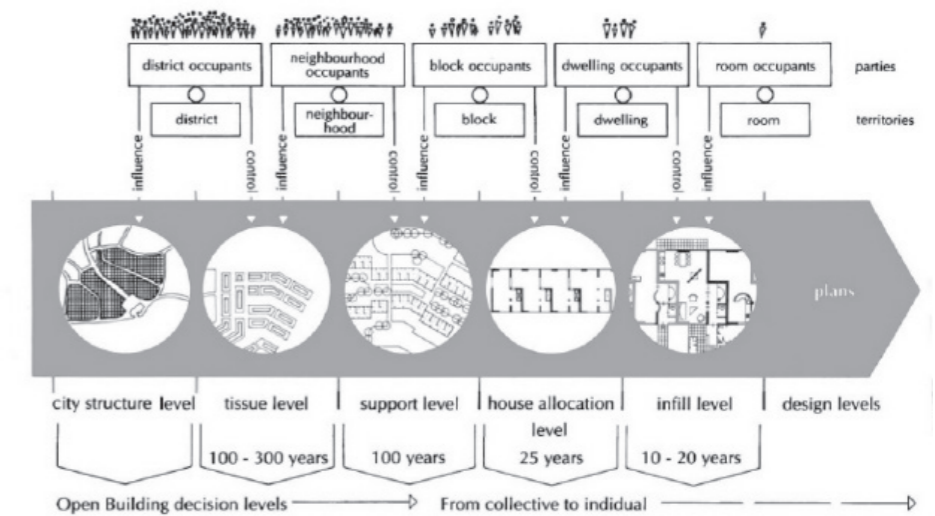 district occupants
neighbourhood
occupants
block occupants
dwelling occupants
room occupants
parties
district
neighbour-
hood
block
dwelling
room
territories
influence
control
influence
control
influence
control
influence
control
influence
plans
city structure level
tissue level
support level
house allocation
level
infill level
design levels
100 - 300 years
100 years
25 years
10 - 20 years
Open Building decision levels
From collective to indidual